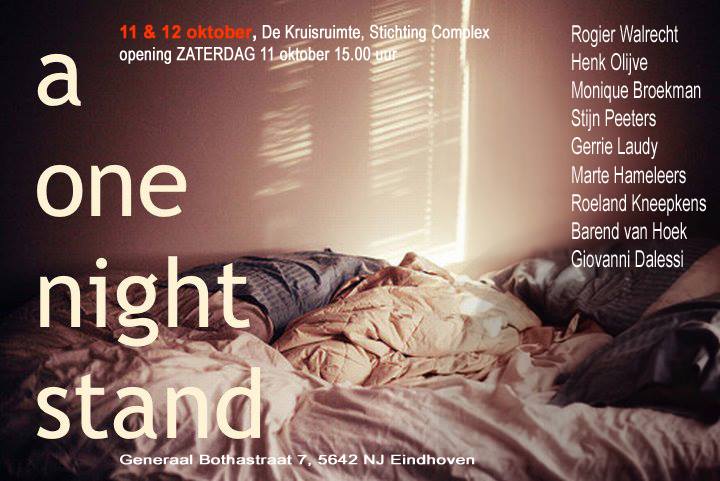 11 & 12 oktober, De Kruisruimte, Stichting Complex
opening ZATERDAG 11 oktober 15.00 uur
a
one
night
stand
Rogier Walrecht
Henk Olijve
Monique Broekman
Stijn Peeters
Gerrie Laudy
Marte Hameleers
Roeland Kneepkens
Barend van Hoek
Giovanni Dalessi
Generaal Bothastraat 7, 5642 NJ Eindhoven